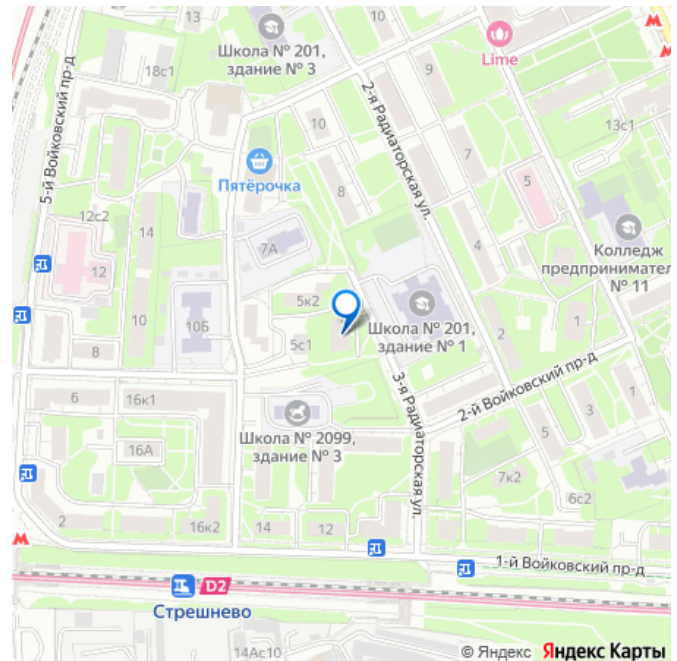 Школа № 201,
здание № 3
Lime
18с1
9
10
13с1
5-й Войковский пр-д
2-я Радиаторская ул.
Пятёрочка
7
8
5
12с2
14
7А
4
Колледж
предпринимател
№ 11
12
5к2
10
10Б
Школа № 201,
здание № 1
2
1
8
5с1
2-й Войковский пр-д
3-я Радиаторская ул.
6
16к1
3
1
Школа № 2099,
здание № 3
5
16А
7к2
6с2
2
16к2
14
12
1-й Войковский пр-д
D2
Стрешнево
14Ас10
© Яндекс Яндекс Карты